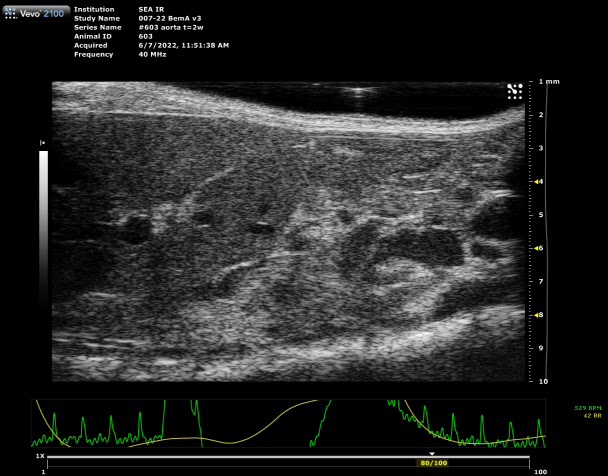 Vevo 2100
Institution SEA IR
Study Name 007-22 BemA v3
Series Name #603 aorta t=2w
Animal ID 603
Acquired 6/7/2022, 11:51:38 AM
Frequency 40 MHz
1 mm
2
3
4
5
6
7
8
9
10
529 BPM
42 RR
1X
80/100
1
100